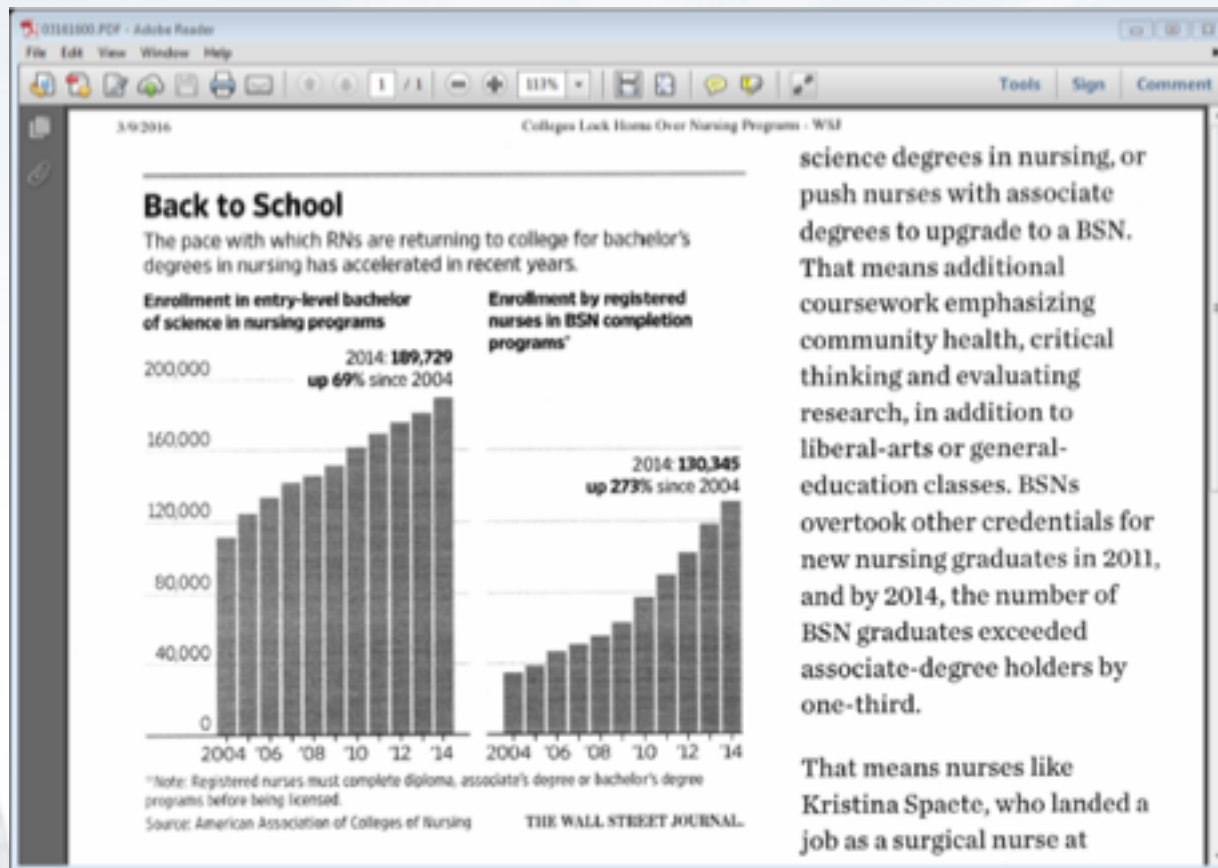 03161600.PDF - Adobe Reader
File Edit View Window Help
1 / 1
113%
Tools Sign Comment
3/9/2016
Colleges Lock Horns Over Nursing Programs - WSJ
Back to School
The pace with which RNs are returning to college for bachelor's
degrees in nursing has accelerated in recent years.
Enrollment in entry-level bachelor
of science in nursing programs
2014: 189,729
up 69% since 2004
200,000
160,000
120,000
80,000
40,000
0
2004 '06 '08 '10 '12 '14
Enrollment by registered
nurses in BSN completion
programs*
2014: 130,345
up 273% since 2004
2004 '06 '08 '10 '12 '14
*Note: Registered nurses must complete diploma, associate's degree or bachelor's degree
programs before being licensed.
Source: American Association of Colleges of Nursing
THE WALL STREET JOURNAL.
science degrees in nursing, or
push nurses with associate
degrees to upgrade to a BSN.
That means additional
coursework emphasizing
community health, critical
thinking and evaluating
research, in addition to
liberal-arts or general-
education classes. BSNs
overtook other credentials for
new nursing graduates in 2011,
and by 2014, the number of
BSN graduates exceeded
associate-degree holders by
one-third.
That means nurses like
Kristina Spaete, who landed a
job as a surgical nurse at